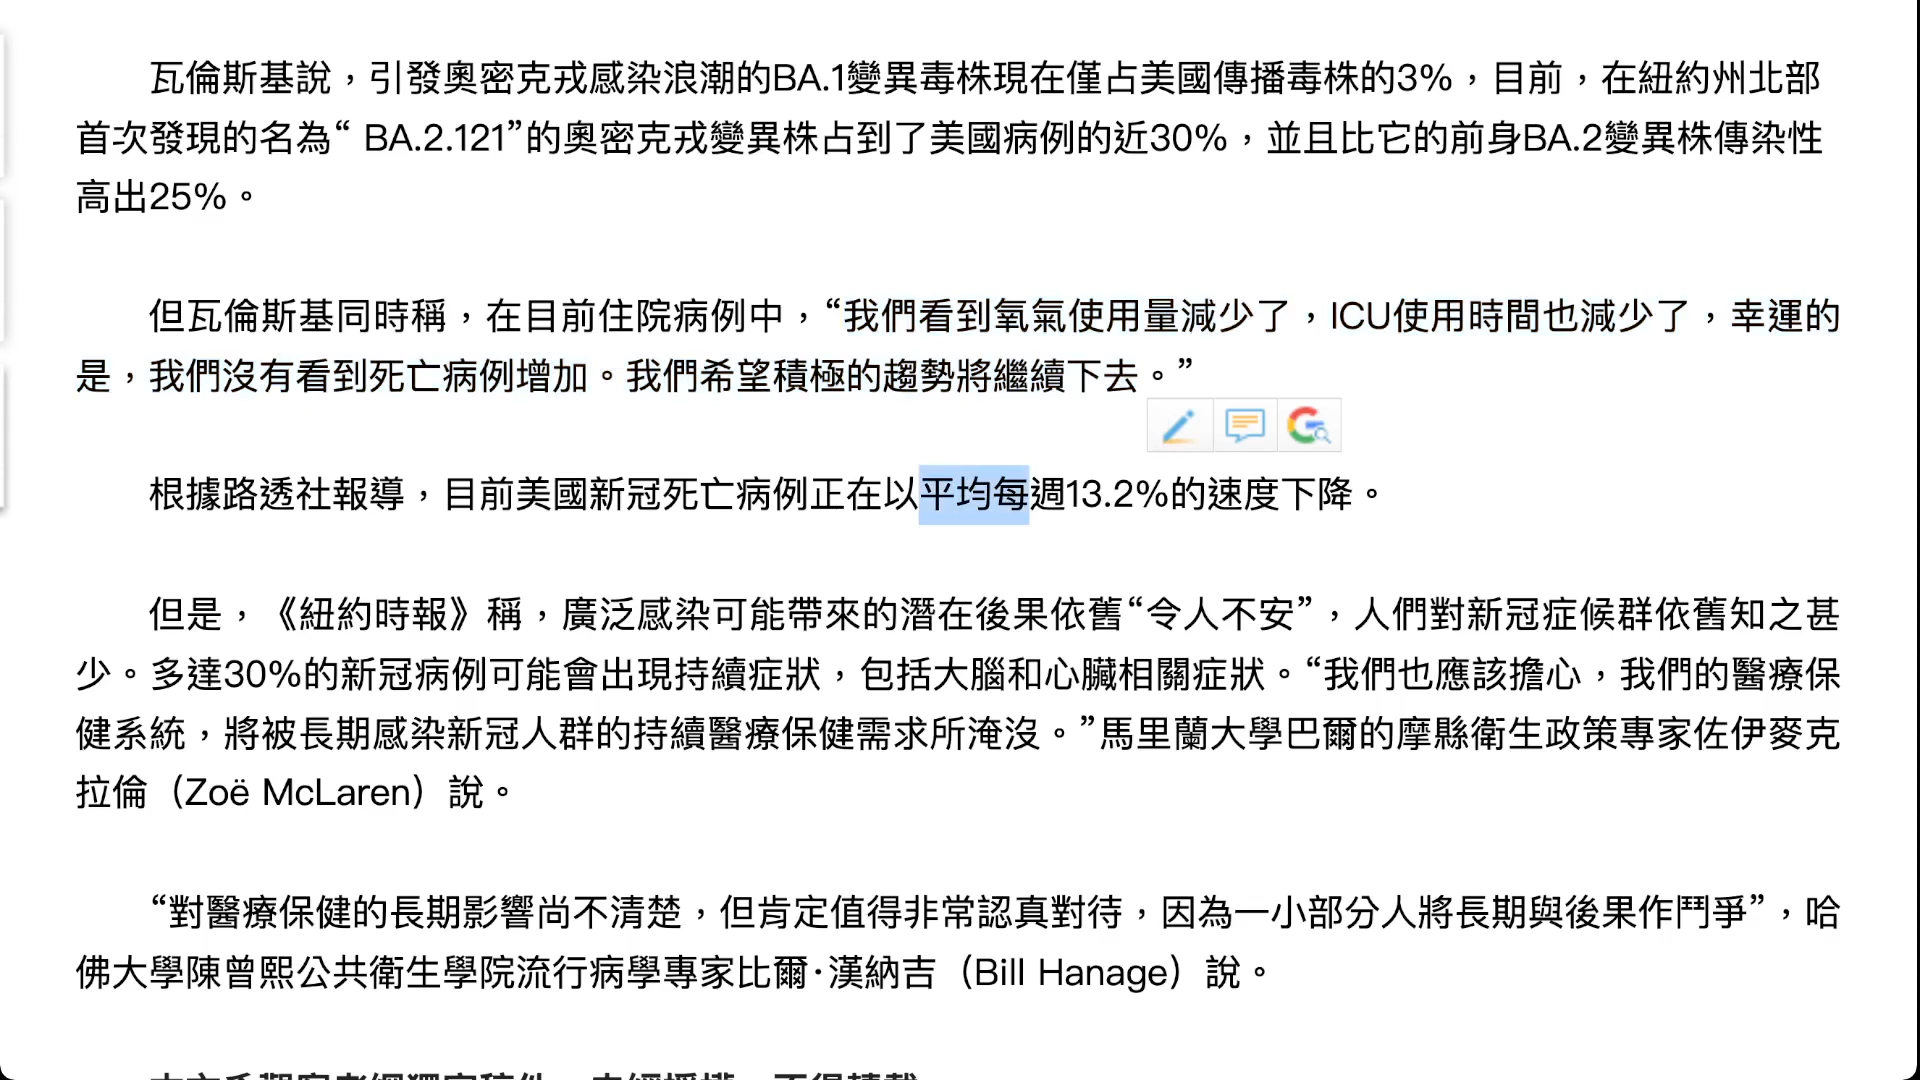 瓦倫斯基說，引發奧密克戎感染浪潮的BA.1變異毒株現在僅占美國傳播毒株的3%，目前，在紐約州北部
首次發現的名為“ BA.2.121”的奧密克戎變異株占到了美國病例的近30%，並且比它的前身BA.2變異株傳染性
高出25%。
但瓦倫斯基同時稱，在目前住院病例中，“我們看到氧氣使用量減少了，ICU使用時間也減少了，幸運的
是，我們沒有看到死亡病例增加。我們希望積極的趨勢將繼續下去。”
根據路透社報導，目前美國新冠死亡病例正在以平均每週13.2%的速度下降。
但是，《紐約時報》稱，廣泛感染可能帶來的潛在後果依舊“令人不安”，人們對新冠症候群依舊知之甚
少。多達30%的新冠病例可能會出現持續症狀，包括大腦和心臟相關症狀。“我們也應該擔心，我們的醫療保
健系統，將被長期感染新冠人群的持續醫療保健需求所淹沒。”馬里蘭大學巴爾的摩縣衛生政策專家佐伊麥克
拉倫（Zoë McLaren）說。
“對醫療保健的長期影響尚不清楚，但肯定值得非常認真對待，因為一小部分人將長期與後果作鬥爭”，哈
佛大學陳曾熙公共衛生學院流行病學專家比爾·漢納吉（Bill Hanage）說。